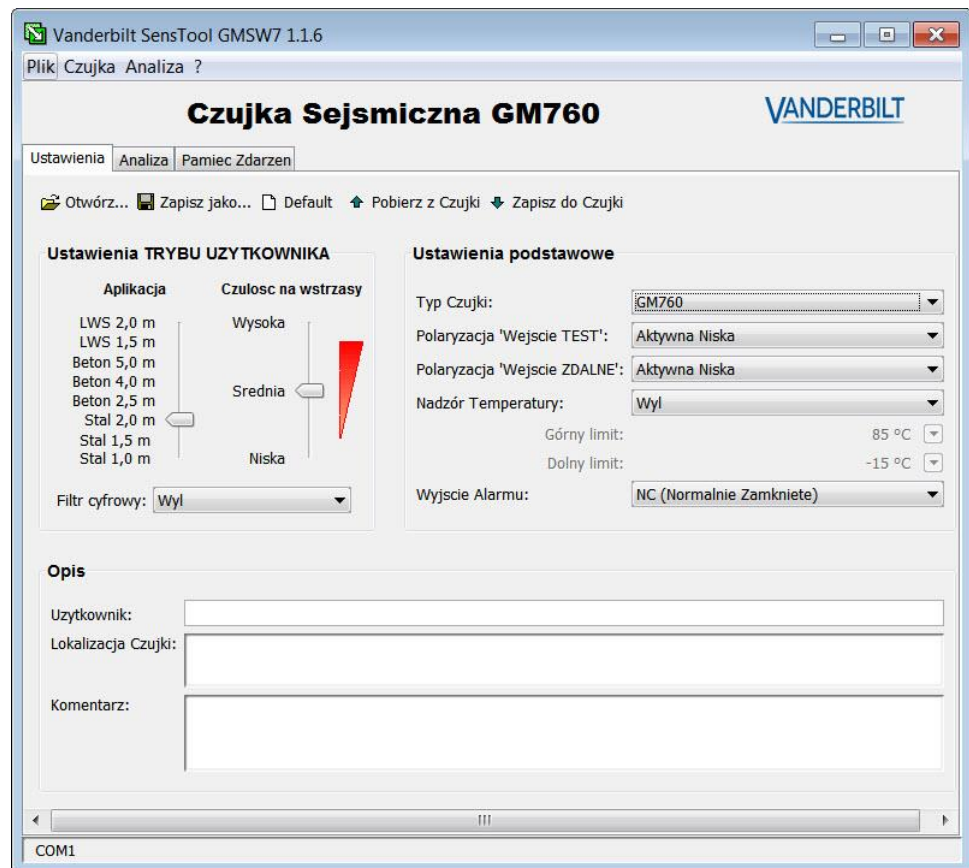 Vanderbilt SensTool GMSW7 1.1.6
Plik Czujka Analiza ?
Czujka Sejsmiczna GM760
VANDERBILT
Ustawienia Analiza Pamiec Zdarzen
Otwórz... Zapisz jako... Default Pobierz z Czujki Zapisz do Czujki
Ustawienia TRYBU UZYTKOWNIKA
Aplikacja Czulosc na wstrzasy
LWS 2,0 m
LWS 1,5 m
Beton 5,0 m
Beton 4,0 m
Beton 2,5 m
Stal 2,0 m
Stal 1,5 m
Stal 1,0 m
Wysoka
Srednia
Niska
Filtr cyfrowy: Wyl
Ustawienia podstawowe
Typ Czujki: GM760
Polaryzacja 'Wejscie TEST': Aktywna Niska
Polaryzacja 'Wejscie ZDALNE': Aktywna Niska
Nadzór Temperatury: Wyl
Górny limit: 85 ºC
Dolny limit: -15 ºC
Wyjscie Alarmu: NC (Normalnie Zamkniete)
Opis
Uzytkownik:
Lokalizacja Czujki:
Komentarz:
COM1